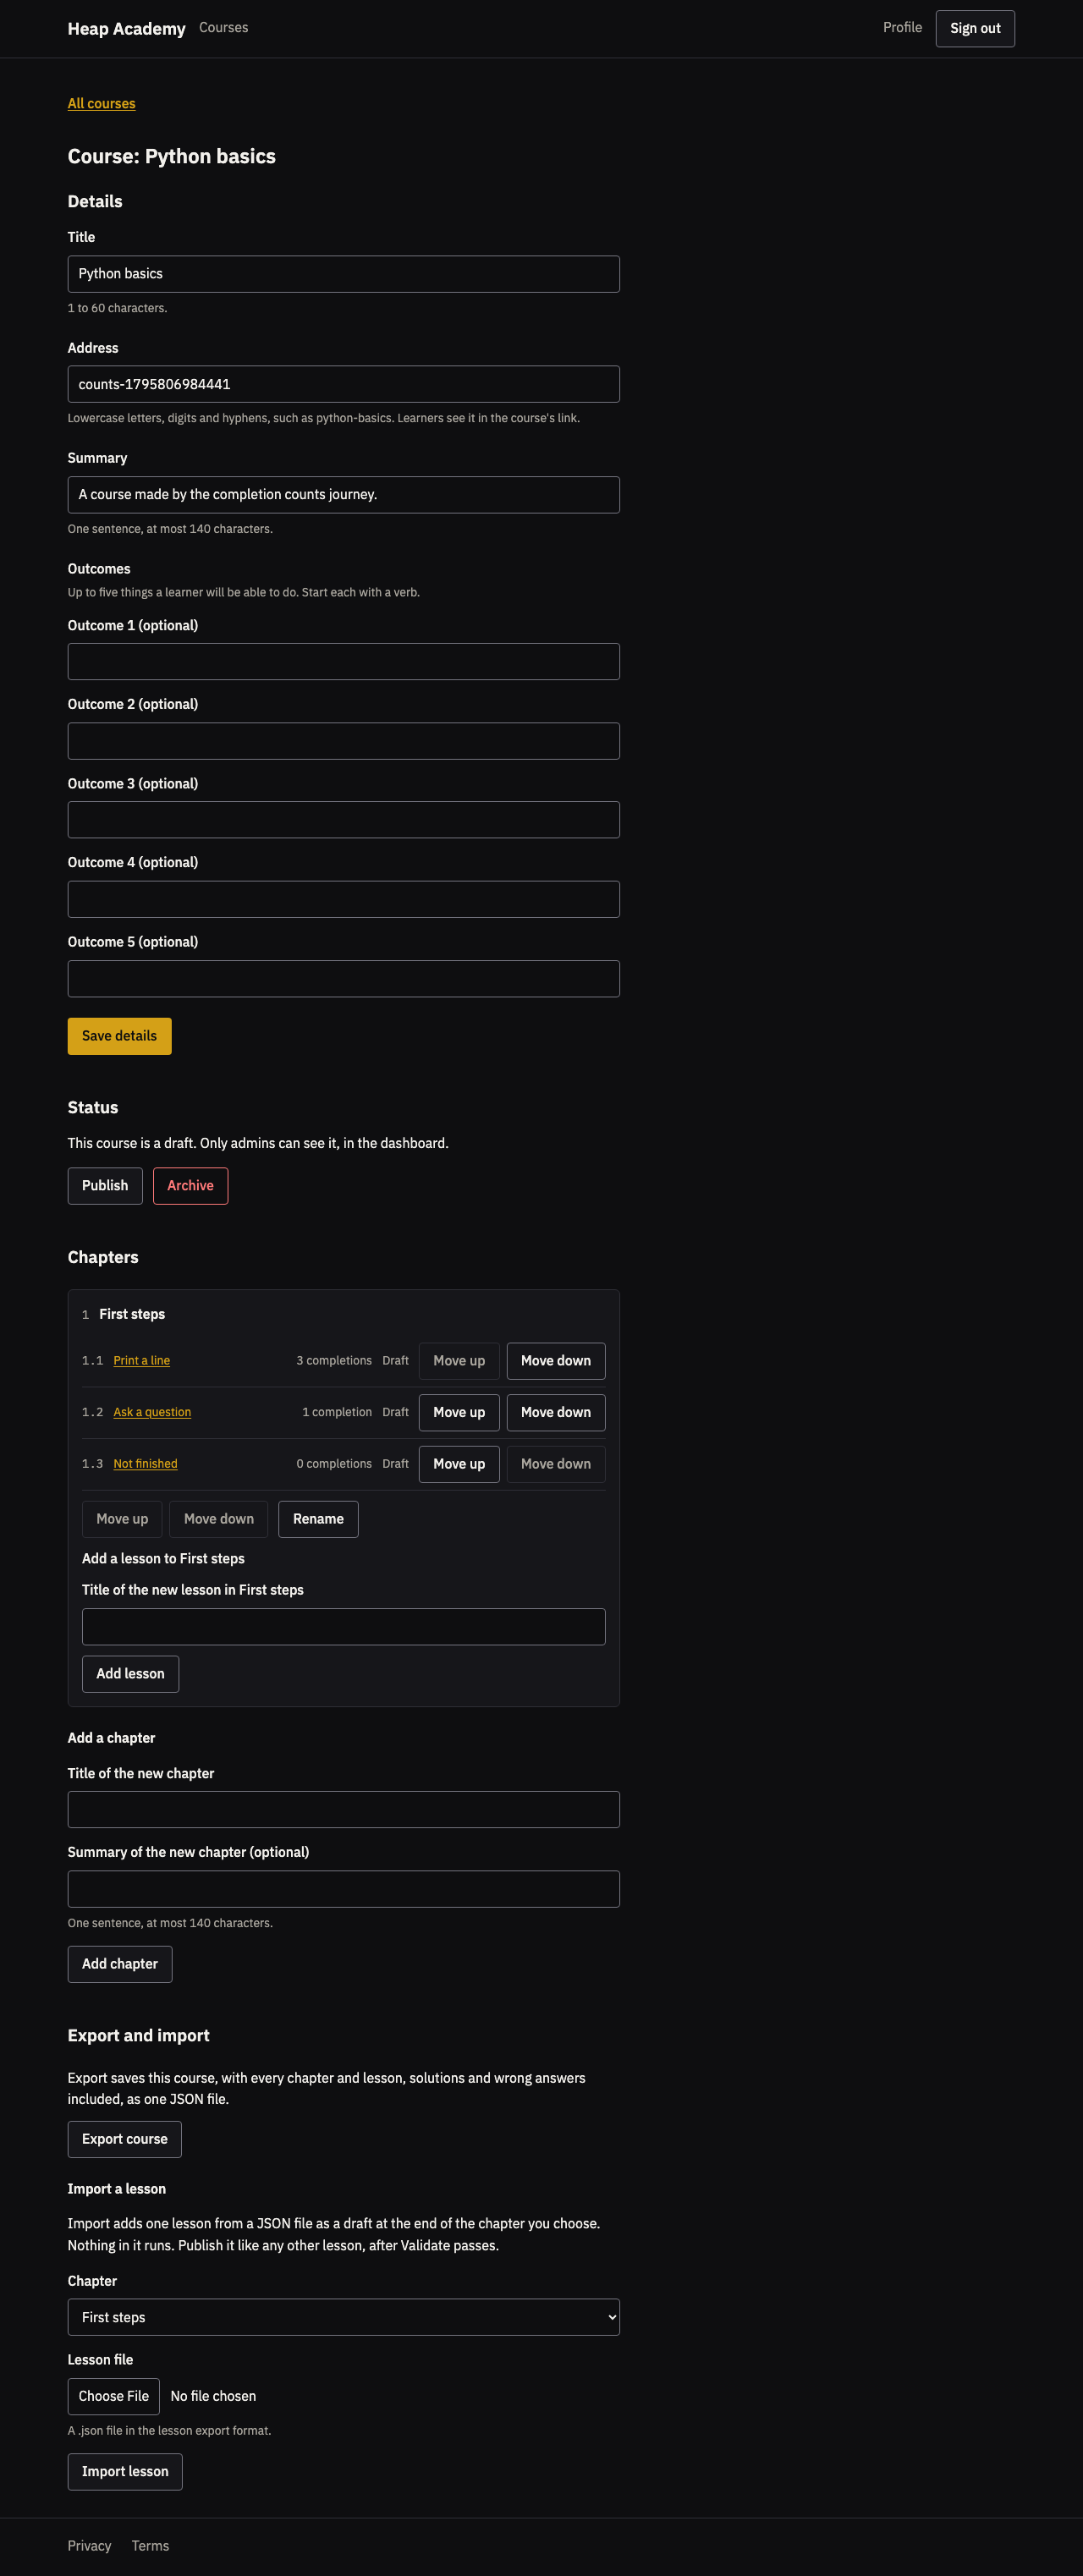 Heap Academy Courses Profile Sign out
All courses
Course: Python basics
Details
Title
Python basics
1 to 60 characters.
Address
counts-1795806984441
Lowercase letters, digits and hyphens, such as python-basics. Learners see it in the course's link.
Summary
A course made by the completion counts journey.
One sentence, at most 140 characters.
Outcomes
Up to five things a learner will be able to do. Start each with a verb.
Outcome 1 (optional)
Outcome 2 (optional)
Outcome 3 (optional)
Outcome 4 (optional)
Outcome 5 (optional)
Save details
Status
This course is a draft. Only admins can see it, in the dashboard.
Publish Archive
Chapters
1 First steps
1.1 Print a line 3 completions Draft Move up Move down
1.2 Ask a question 1 completion Draft Move up Move down
1.3 Not finished 0 completions Draft Move up Move down
Move up Move down Rename
Add a lesson to First steps
Title of the new lesson in First steps
Add lesson
Add a chapter
Title of the new chapter
Summary of the new chapter (optional)
One sentence, at most 140 characters.
Add chapter
Export and import
Export saves this course, with every chapter and lesson, solutions and wrong answers
included, as one JSON file.
Export course
Import a lesson
Import adds one lesson from a JSON file as a draft at the end of the chapter you choose.
Nothing in it runs. Publish it like any other lesson, after Validate passes.
Chapter
First steps
Lesson file
Choose File No file chosen
A .json file in the lesson export format.
Import lesson
Privacy Terms